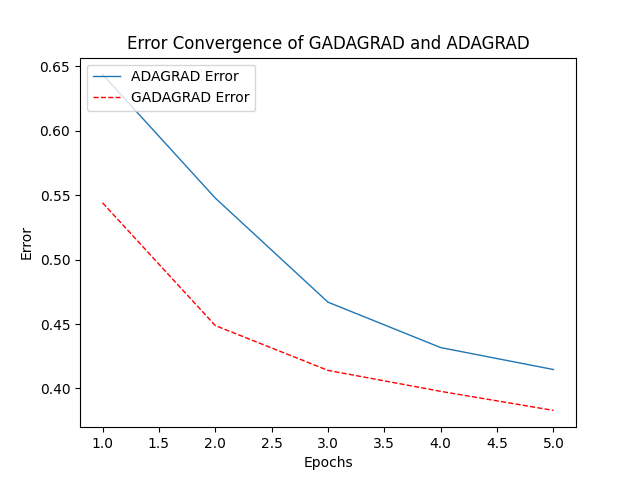 Error Convergence of GADAGRAD and ADAGRAD
ADAGRAD Error
GADAGRAD Error
Error
0.65
0.60
0.55
0.50
0.45
0.40
1.0 1.5 2.0 2.5 3.0 3.5 4.0 4.5 5.0
Epochs